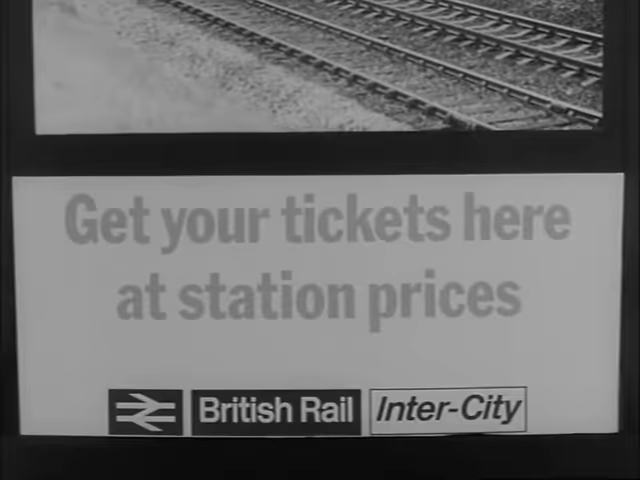 Get your tickets here
at station prices
British Rail Inter-City